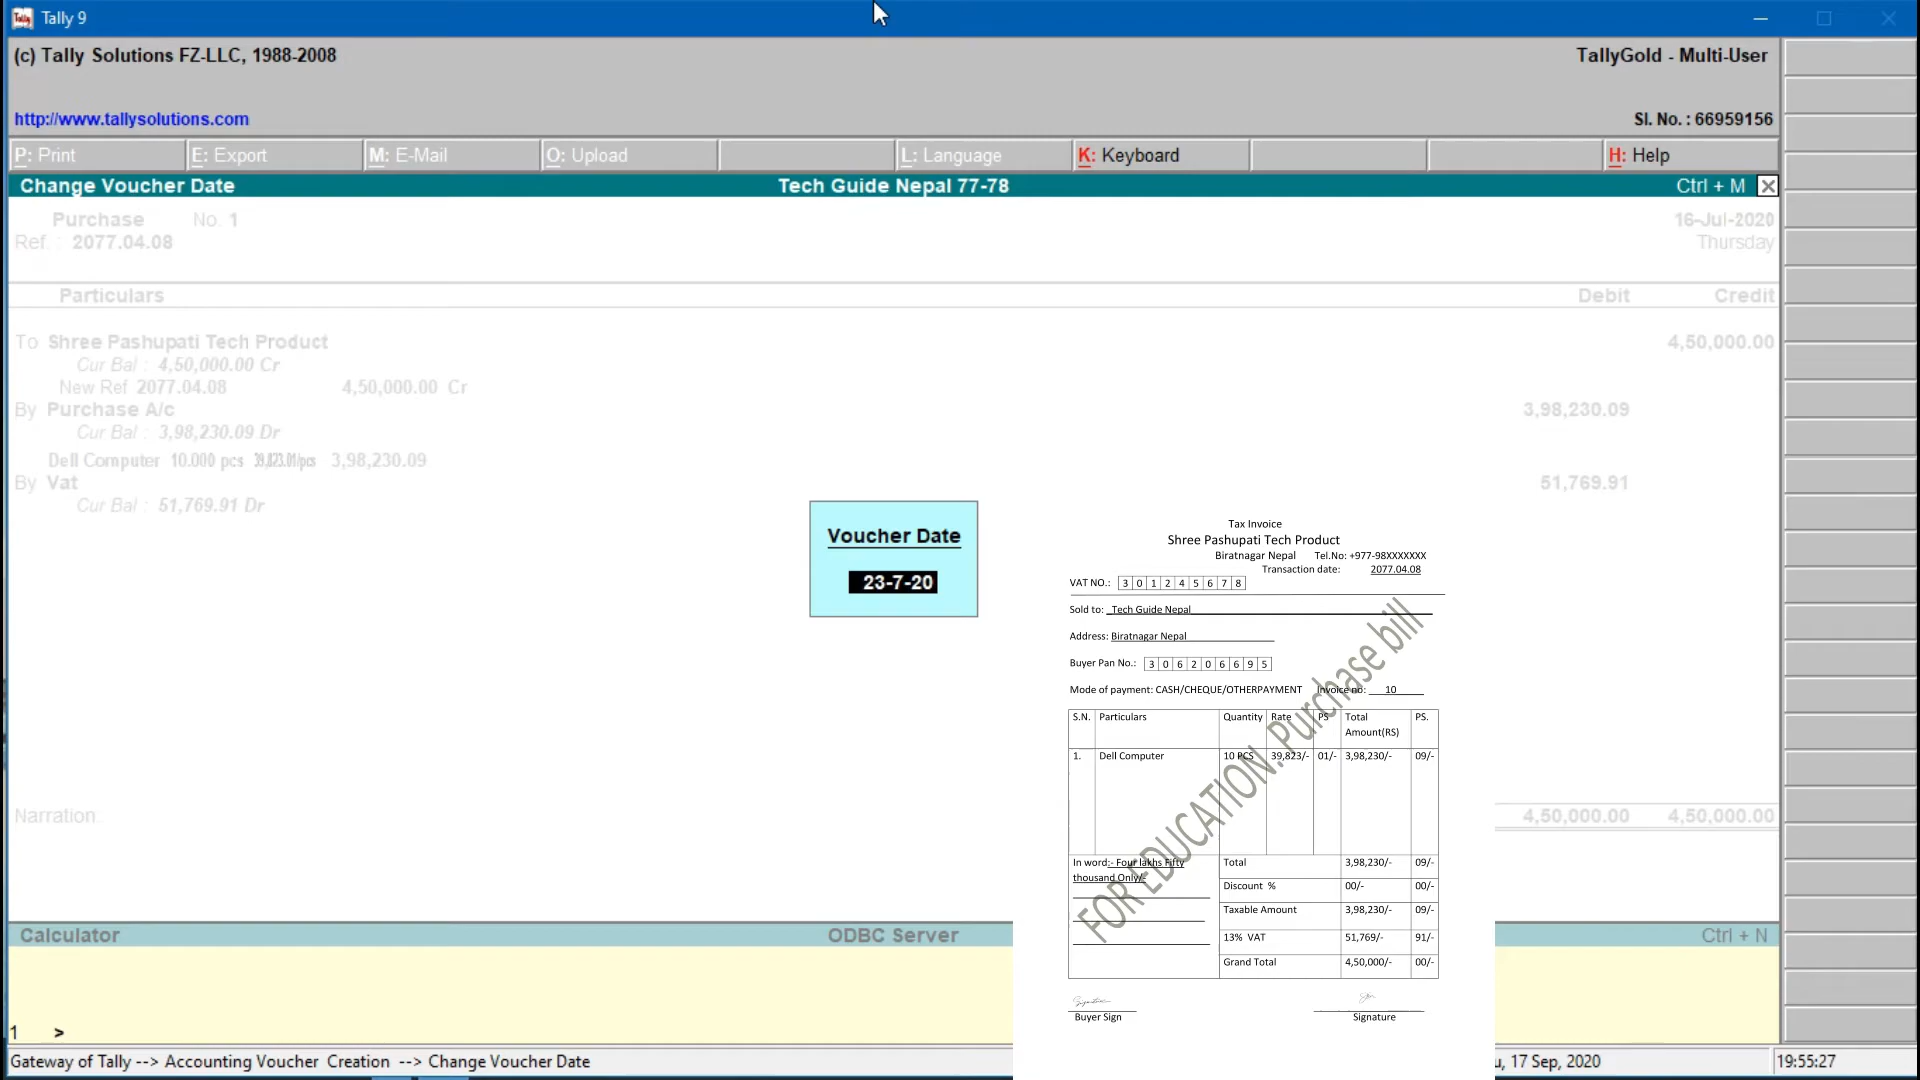 Tally 9
(c) Tally Solutions FZ-LLC, 1988-2008
TallyGold - Multi-User
http://www.tallysolutions.com
Sl. No. : 66959156
P: Print E: Export M: E-Mail O: Upload L: Language K: Keyboard H: Help
Change Voucher Date Tech Guide Nepal 77-78 Ctrl + M
Purchase No. 1 16-Jul-2020
Ref. : 2077.04.08 Thursday
Particulars Debit Credit
To Shree Pashupati Tech Product 4,50,000.00
Cur Bal : 4,50,000.00 Cr
New Ref 2077.04.08 4,50,000.00 Cr
By Purchase A/c 3,98,230.09
Cur Bal : 3,98,230.09 Dr
Dell Computer 10.000 pcs 3,98,230.09
By Vat 51,769.91
Cur Bal : 51,769.91 Dr
Voucher Date
23-7-20
Tax Invoice
Shree Pashupati Tech Product
Biratnagar Nepal Tel.No: +977-98XXXXXXX
Transaction date: 2077.04.08
VAT NO.: 3 0 1 2 4 5 6 7 8
Sold to: Tech Guide Nepal
Address: Biratnagar Nepal
Buyer Pan No.: 3 0 6 2 0 6 6 9 5
Mode of payment: CASH/CHEQUE/OTHERPAYMENT Invoice no: 10
S.N. Particulars Quantity Rate PS Total Amount(RS) PS.
1. Dell Computer 10 PCS 39,823/- 01/- 3,98,230/- 09/-
In word:- Four lakhs Fifty
thousand Only/-
Total 3,98,230/- 09/-
Discount % 00/- 00/-
Taxable Amount 3,98,230/- 09/-
13% VAT 51,769/- 91/-
Grand Total 4,50,000/- 00/-
Buyer Sign Signature
FOR EDUCATION. Purchase bill
Narration: 4,50,000.00 4,50,000.00
Calculator ODBC Server Ctrl + N
1 >
Gateway of Tally --> Accounting Voucher Creation --> Change Voucher Date
17 Sep, 2020 19:55:27